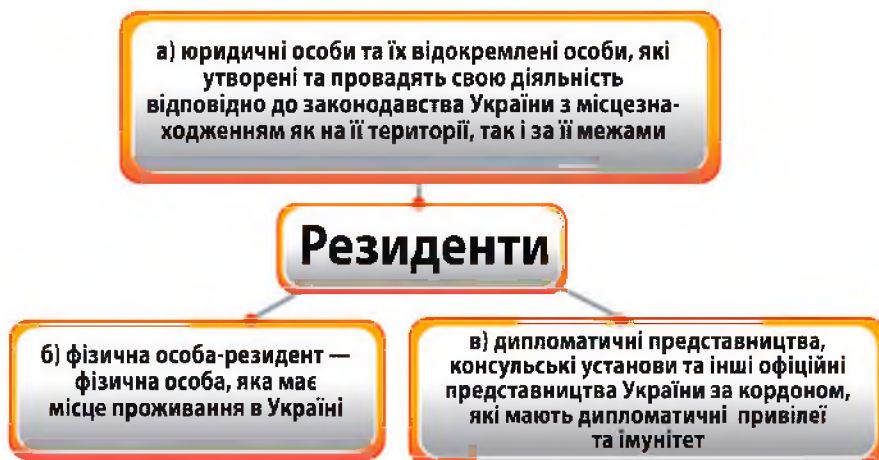 а) юридичні особи та їх відокремлені особи, які
утворені та провадять свою діяльність
відповідно до законодавства України з місцезна-
ходженням як на її території, так і за її межами
Резиденти
б) фізична особа-резидент —
фізична особа, яка має
місце проживання в Україні
в) дипломатичні представництва,
консульські установи та інші офіційні
представництва України за кордоном,
які мають дипломатичні привілеї
та імунітет